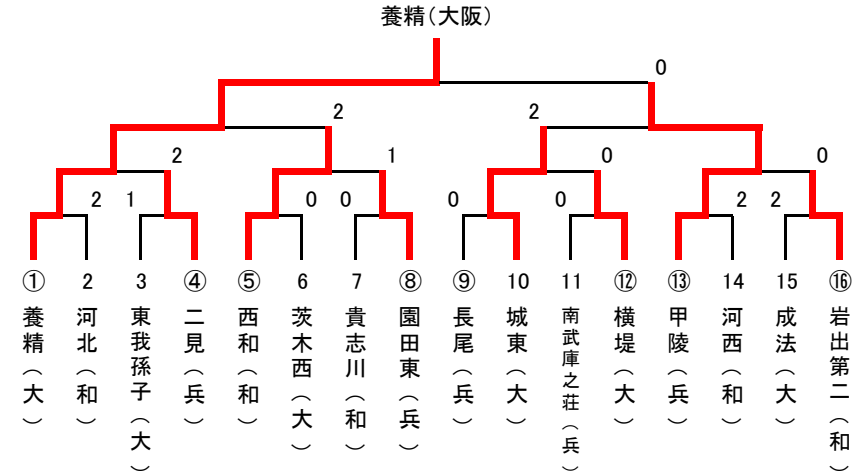 養精（大阪）
0
2
2
2
1
0
0
2
1
0
0
0
0
2
2
①
2
3
④
⑤
6
7
⑧
⑨
10
11
⑫
⑬
14
15
⑯
養精（大）
河北（和）
東我孫子（大）
二見（兵）
西和（和）
茨木西（大）
貴志川（和）
園田東（兵）
長尾（兵）
城東（大）
南武庫之荘（兵）
横堤（大）
甲陵（兵）
河西（和）
成法（大）
岩出第二（和）